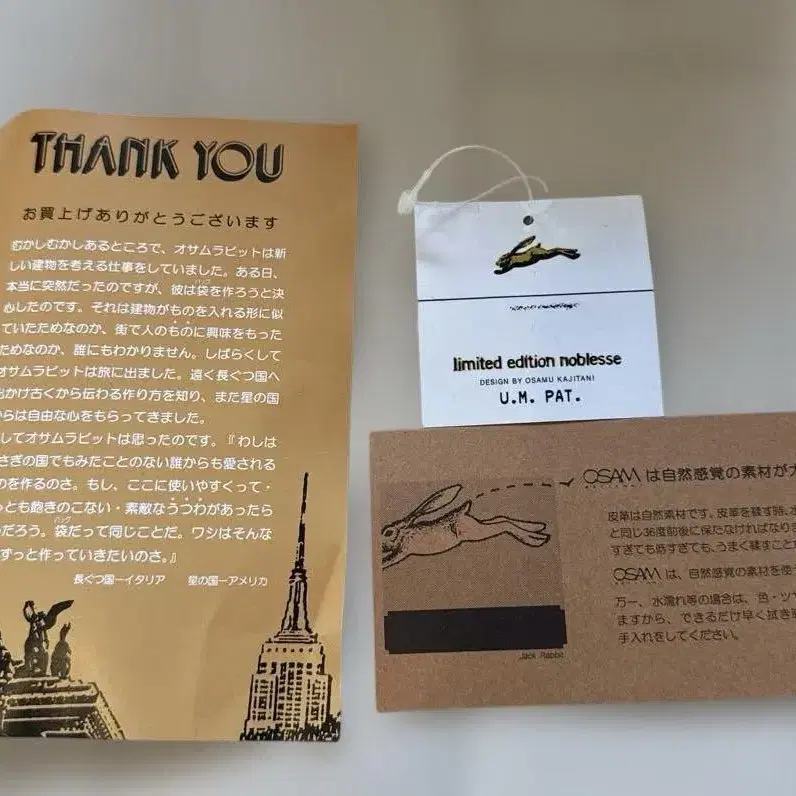 THANK YOU
お買上げありがとうございます
むかしむかしあるところで、オサムラビットは新
しい建物を考える仕事をしていました。ある日、
本当に突然だったのですが、彼は袋を作ろうと決
心したのです。それは建物がものを入れる形に似
ていたためなのか、街で人のものに興味をもった
ためなのか、誰にもわかりません。しばらくして
オサムラビットは旅に出ました。遠く長ぐつ国へ
出かけ古くから伝わる作り方を知り、また星の国
からは自由な心をもらってきました。
してオサムラビットは思ったのです。『わしは
さぎの国でもみたことのない誰からも愛される
のを作るのさ。もし、ここに使いやすくって・
っとも飽きのこない・素敵なうつわがあったら
だろう。袋だって同じことだ。ワシはそんな
ずっと作っていきたいのさ。』
長ぐつ国ーイタリア 星の国ーアメリカ
limited edition noblesse
DESIGN BY OSAMU KAJITANI
U.M. PAT.
OSAM は自然感覚の素材が
皮革は自然素材です。皮革を鞣す時、
と同じ36度前後に保たなければなり
すぎても低すぎても、うまく鞣すこと
OSAM は、自然感覚の素材を使
万一、水濡れ等の場合は、色・ツヤ
ますから、できるだけ早く拭き
手入れをしてください。
Jack Rabbit